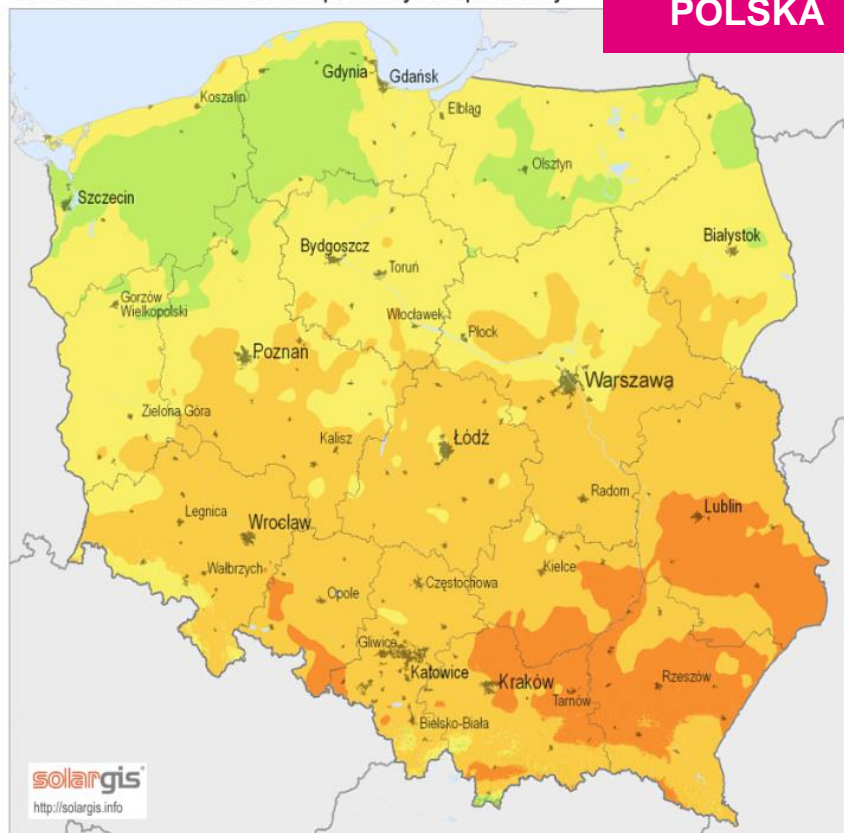 POLSKA
Gdynia
Gdańsk
Koszalin
Elbląg
Olsztyn
Szczecin
Białystok
Bydgoszcz
Toruń
Gorzów
Wielkopolski
Włocławek
Płock
Poznań
Warszawa
Zielona Góra
Kalisz
Łódź
Radom
Legnica
Lublin
Wrocław
Wałbrzych
Kielce
Częstochowa
Opole
Gliwice
Katowice
Kraków
Rzeszów
Tarnów
Bielsko-Biała
solargis
http://solargis.info